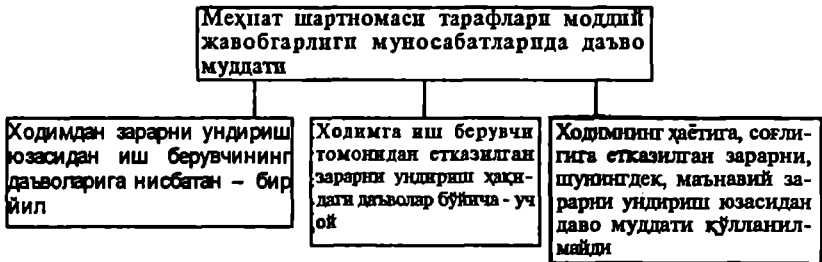 Меҳнат шартномаси тарафлари моддий
жавобгарлиги муносабатларида даъво
муддати
Ходимдан зарарни ундириш
юзасидан иш берувчининг
даъволарига нисбатан – бир
йил
Ходимга иш берувчи
томонидан етказилган
зарарни ундириш ҳақи-
даги даъволар бўйича - уч
ой
Ходимнинг ҳаётига, соғли-
гига етказилган зарарни,
шунингдек, маънавий за-
рарни ундириш юзасидан
даво муддати қўлланил-
майди